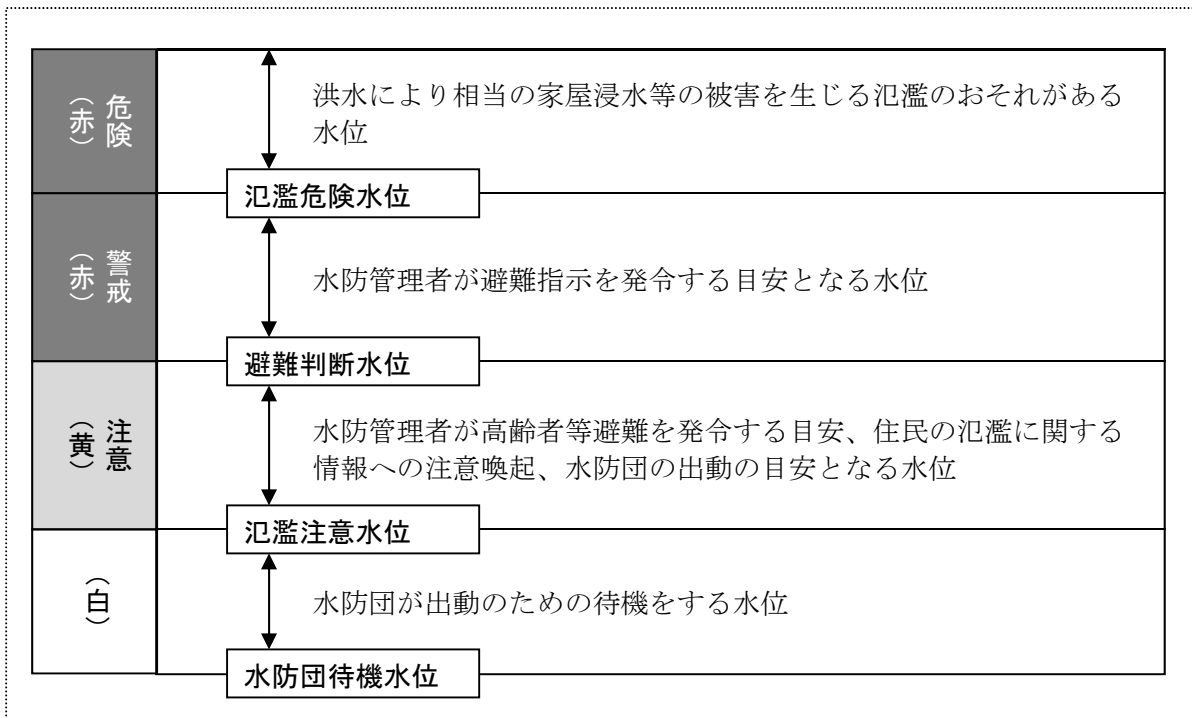 危険
（赤）
洪水により相当の家屋浸水等の被害を生じる氾濫のおそれがある
水位
氾濫危険水位
警戒
（赤）
水防管理者が避難指示を発令する目安となる水位
避難判断水位
注意
（黄）
水防管理者が高齢者等避難を発令する目安、住民の氾濫に関する
情報への注意喚起、水防団の出動の目安となる水位
氾濫注意水位
（白）
水防団が出動のための待機をする水位
水防団待機水位